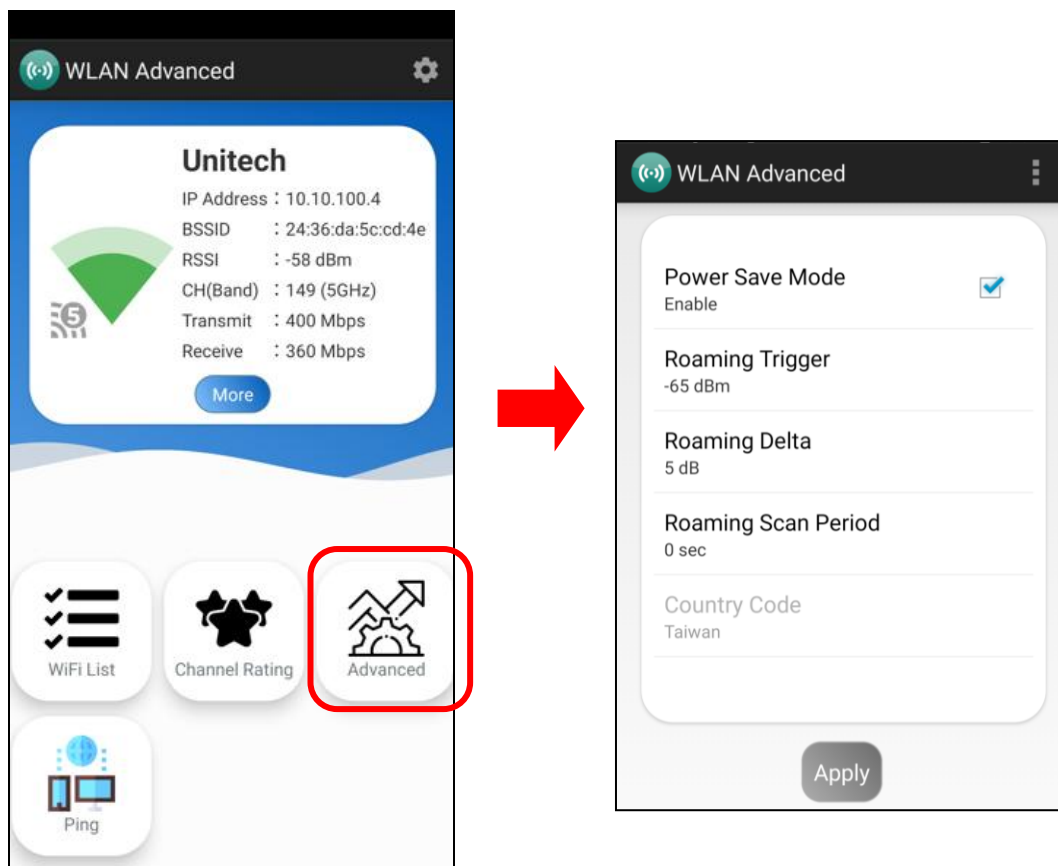 WLAN Advanced
Unitech
IP Address : 10.10.100.4
BSSID : 24:36:da:5c:cd:4e
RSSI : -58 dBm
CH(Band) : 149 (5GHz)
Transmit : 400 Mbps
Receive : 360 Mbps
5
More
WiFi List
Channel Rating
Advanced
Ping
WLAN Advanced
Power Save Mode
Enable
Roaming Trigger
-65 dBm
Roaming Delta
5 dB
Roaming Scan Period
0 sec
Country Code
Taiwan
Apply